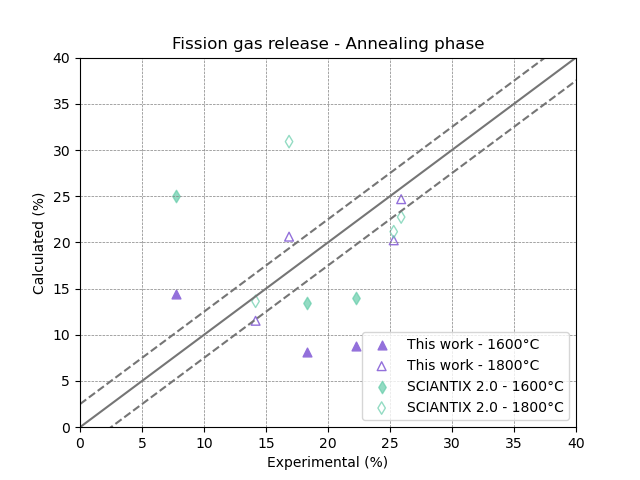 Fission gas release - Annealing phase
40
35
30
25
20
15
10
5
0
Calculated (%)
0 5 10 15 20 25 30 35 40
Experimental (%)
This work - 1600°C
This work - 1800°C
SCIANTIX 2.0 - 1600°C
SCIANTIX 2.0 - 1800°C